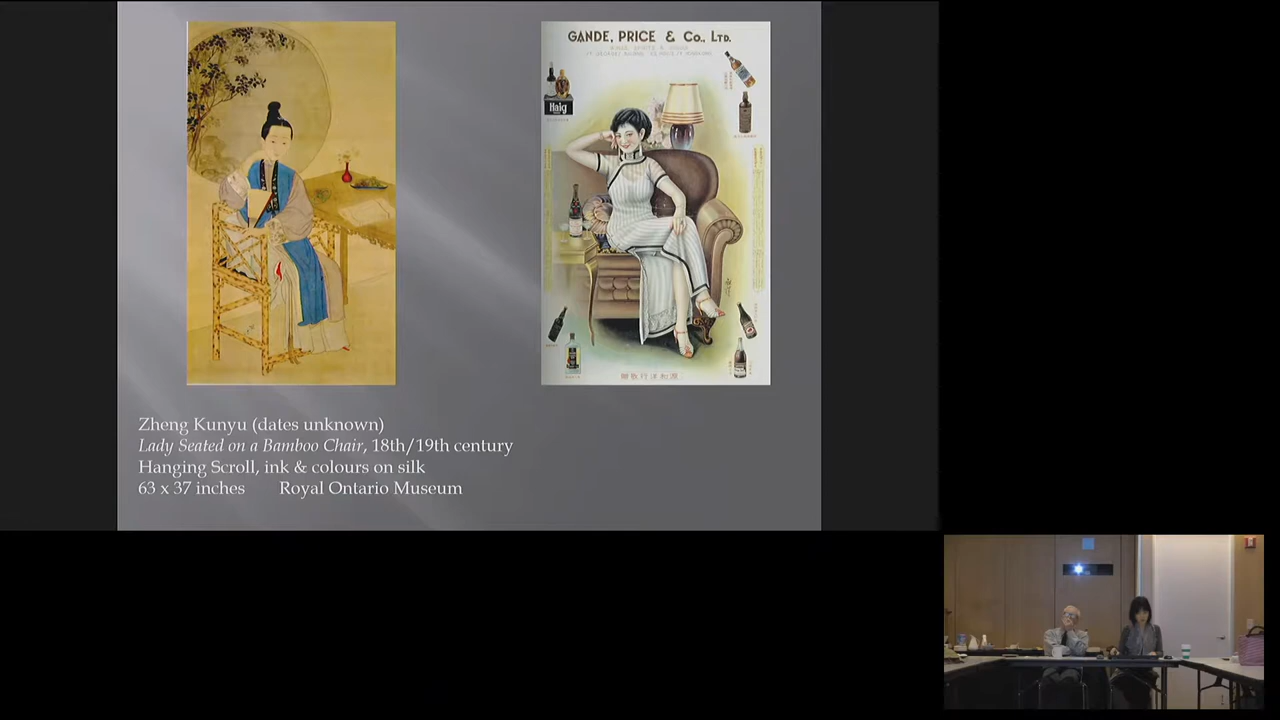 GANDE, PRICE & Co., LTD.
Haig
Zheng Kunyu (dates unknown)
Lady Seated on a Bamboo Chair, 18th/19th century
Hanging Scroll, ink & colours on silk
63 x 37 inches Royal Ontario Museum